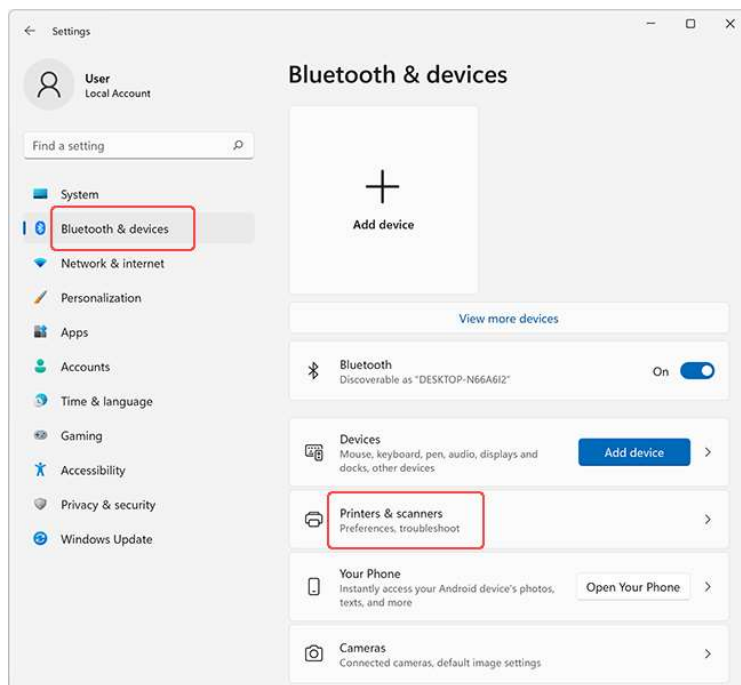 Settings
User
Local Account
Find a setting
System
Bluetooth & devices
Network & internet
Personalization
Apps
Accounts
Time & language
Gaming
Accessibility
Privacy & security
Windows Update
Bluetooth & devices
Add device
View more devices
Bluetooth
Discoverable as "DESKTOP-N66A6I2"
On
Devices
Mouse, keyboard, pen, audio, displays and
docks, other devices
Add device
Printers & scanners
Preferences, troubleshoot
Your Phone
Instantly access your Android device's photos,
texts, and more
Open Your Phone
Cameras
Connected cameras, default image settings